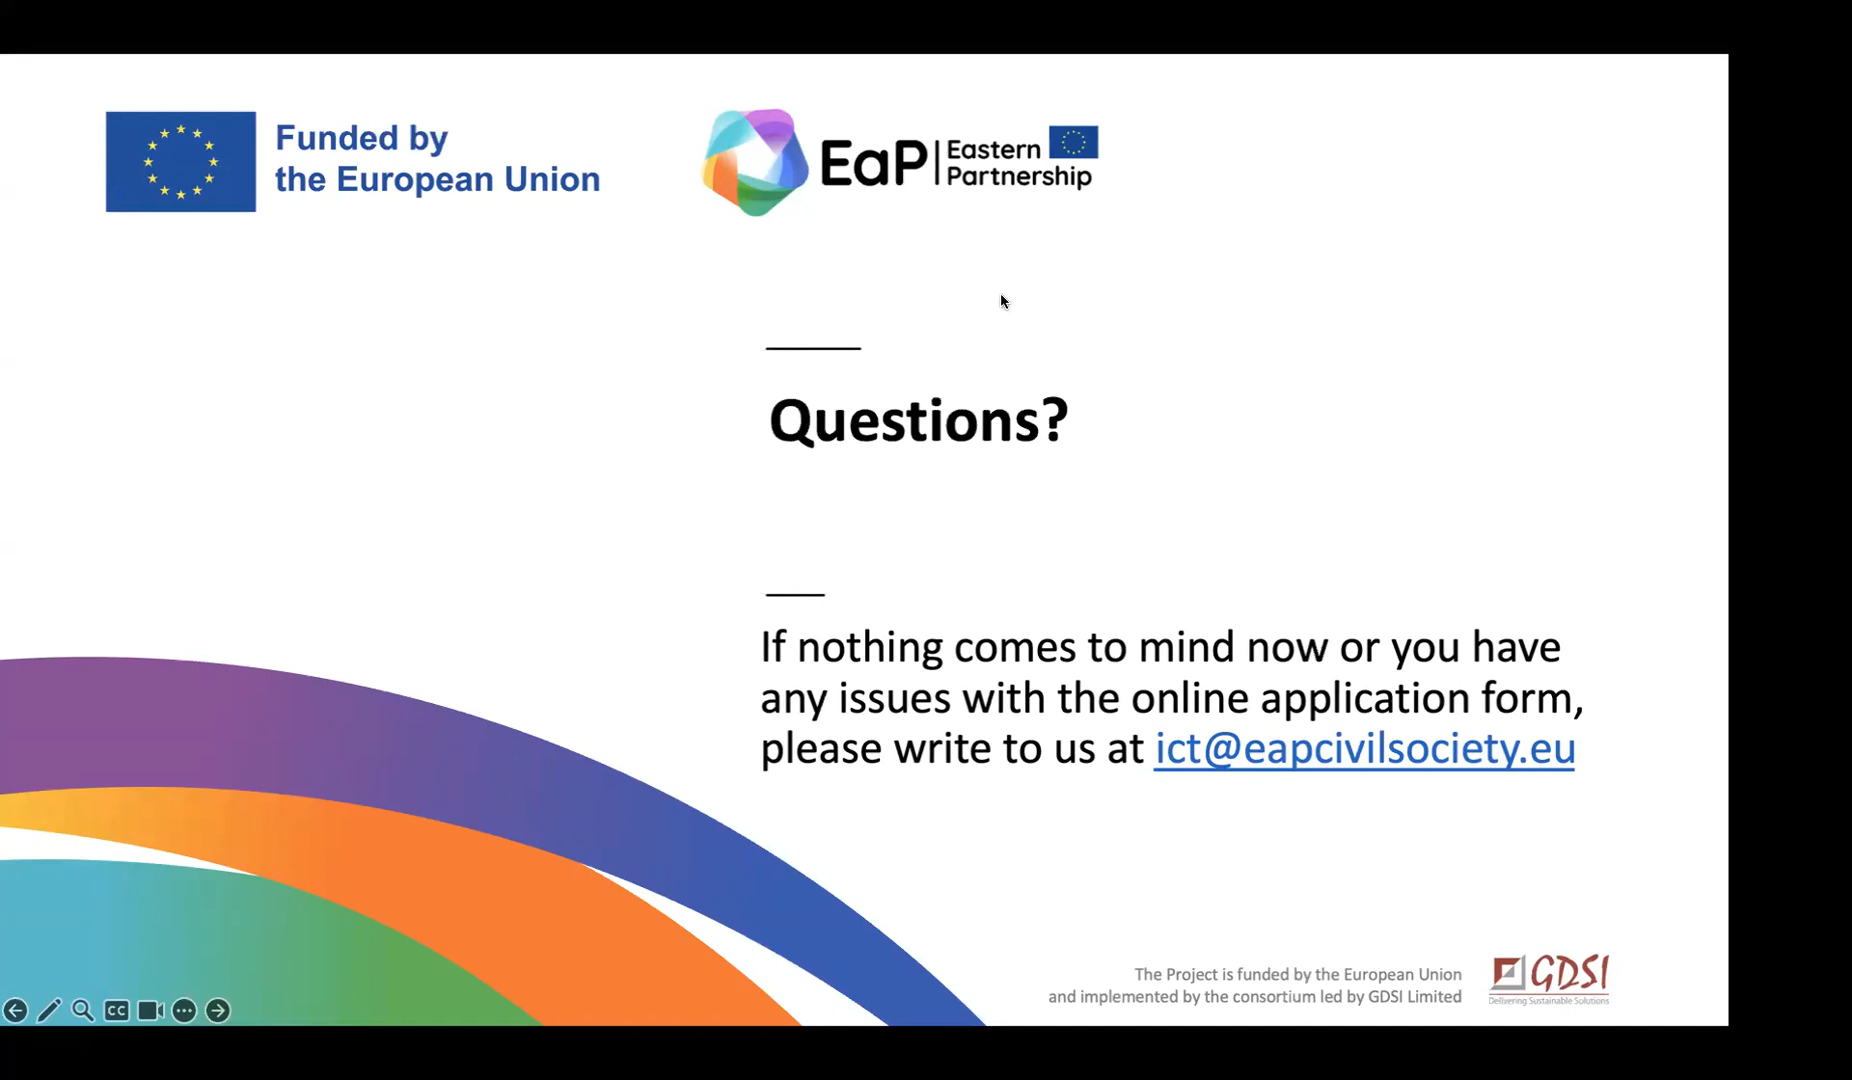 Funded by
the European Union
EaP
Eastern
Partnership
Questions?
If nothing comes to mind now or you have
any issues with the online application form,
please write to us at ict@eapcivilsociety.eu
The Project is funded by the European Union
and implemented by the consortium led by GDSI Limited
GDSI
Delivering Sustainable Solutions
CC